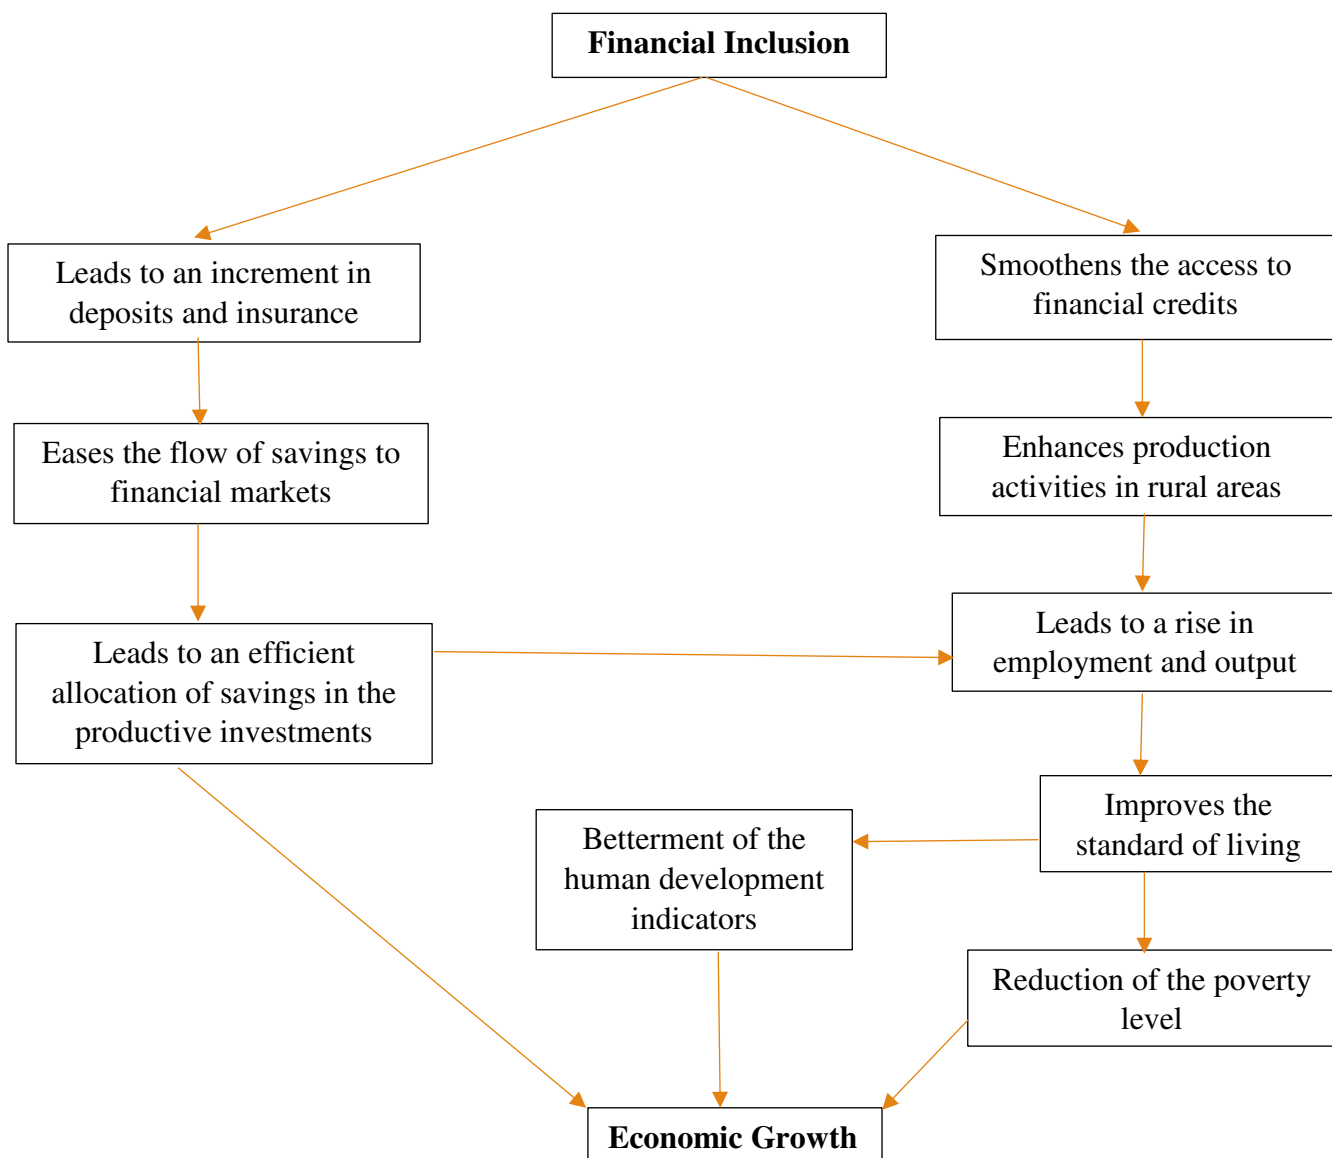 Financial Inclusion
Leads to an increment in
deposits and insurance
Smoothens the access to
financial credits
Eases the flow of savings to
financial markets
Enhances production
activities in rural areas
Leads to an efficient
allocation of savings in the
productive investments
Leads to a rise in
employment and output
Improves the
standard of living
Betterment of the
human development
indicators
Reduction of the poverty
level
Economic Growth